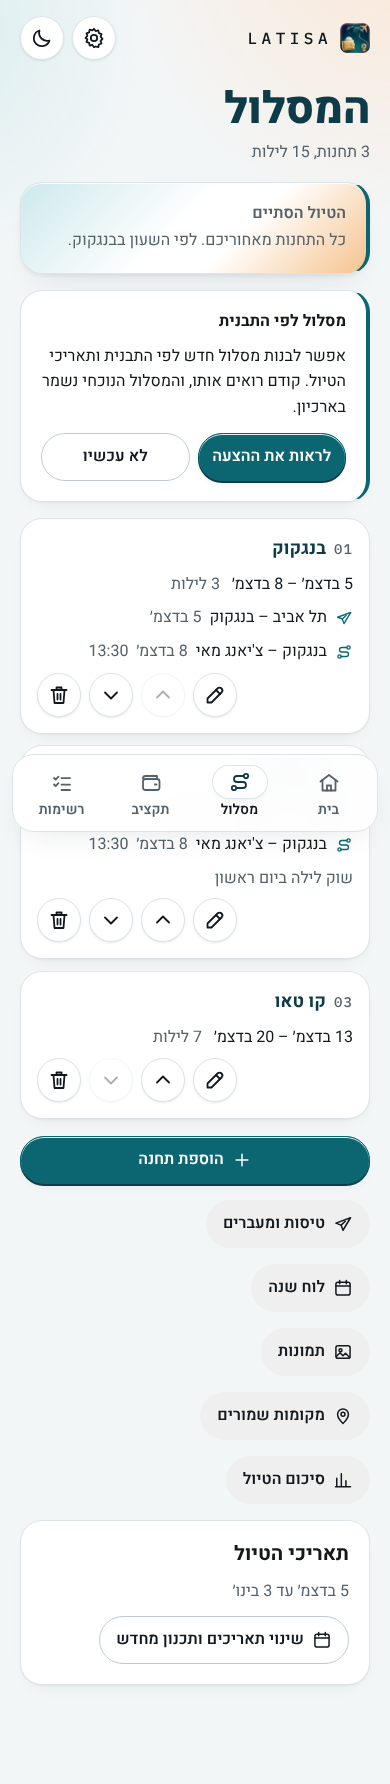 LATISA
המסלול
3 תחנות, 15 לילות
הטיול הסתיים
כל התחנות מאחוריכם. לפי השעון בבנגקוק.
מסלול לפי התבנית
אפשר לבנות מסלול חדש לפי התבנית ותאריכי
הטיול. קודם רואים אותו, והמסלול הנוכחי נשמר
בארכיון.
לראות את ההצעה
לא עכשיו
01 בנגקוק
5 בדצמ׳ – 8 בדצמ׳ 3 לילות
תל אביב – בנגקוק 5 בדצמ׳
בנגקוק – צ'יאנג מאי 8 בדצמ׳ 13:30
בית
מסלול
תקציב
רשימות
בנגקוק – צ'יאנג מאי 8 בדצמ׳ 13:30
שוק לילה ביום ראשון
03 קו טאו
13 בדצמ׳ – 20 בדצמ׳ 7 לילות
הוספת תחנה
טיסות ומעברים
לוח שנה
תמונות
מקומות שמורים
סיכום הטיול
תאריכי הטיול
5 בדצמ׳ עד 3 בינו׳
שינוי תאריכים ותכנון מחדש